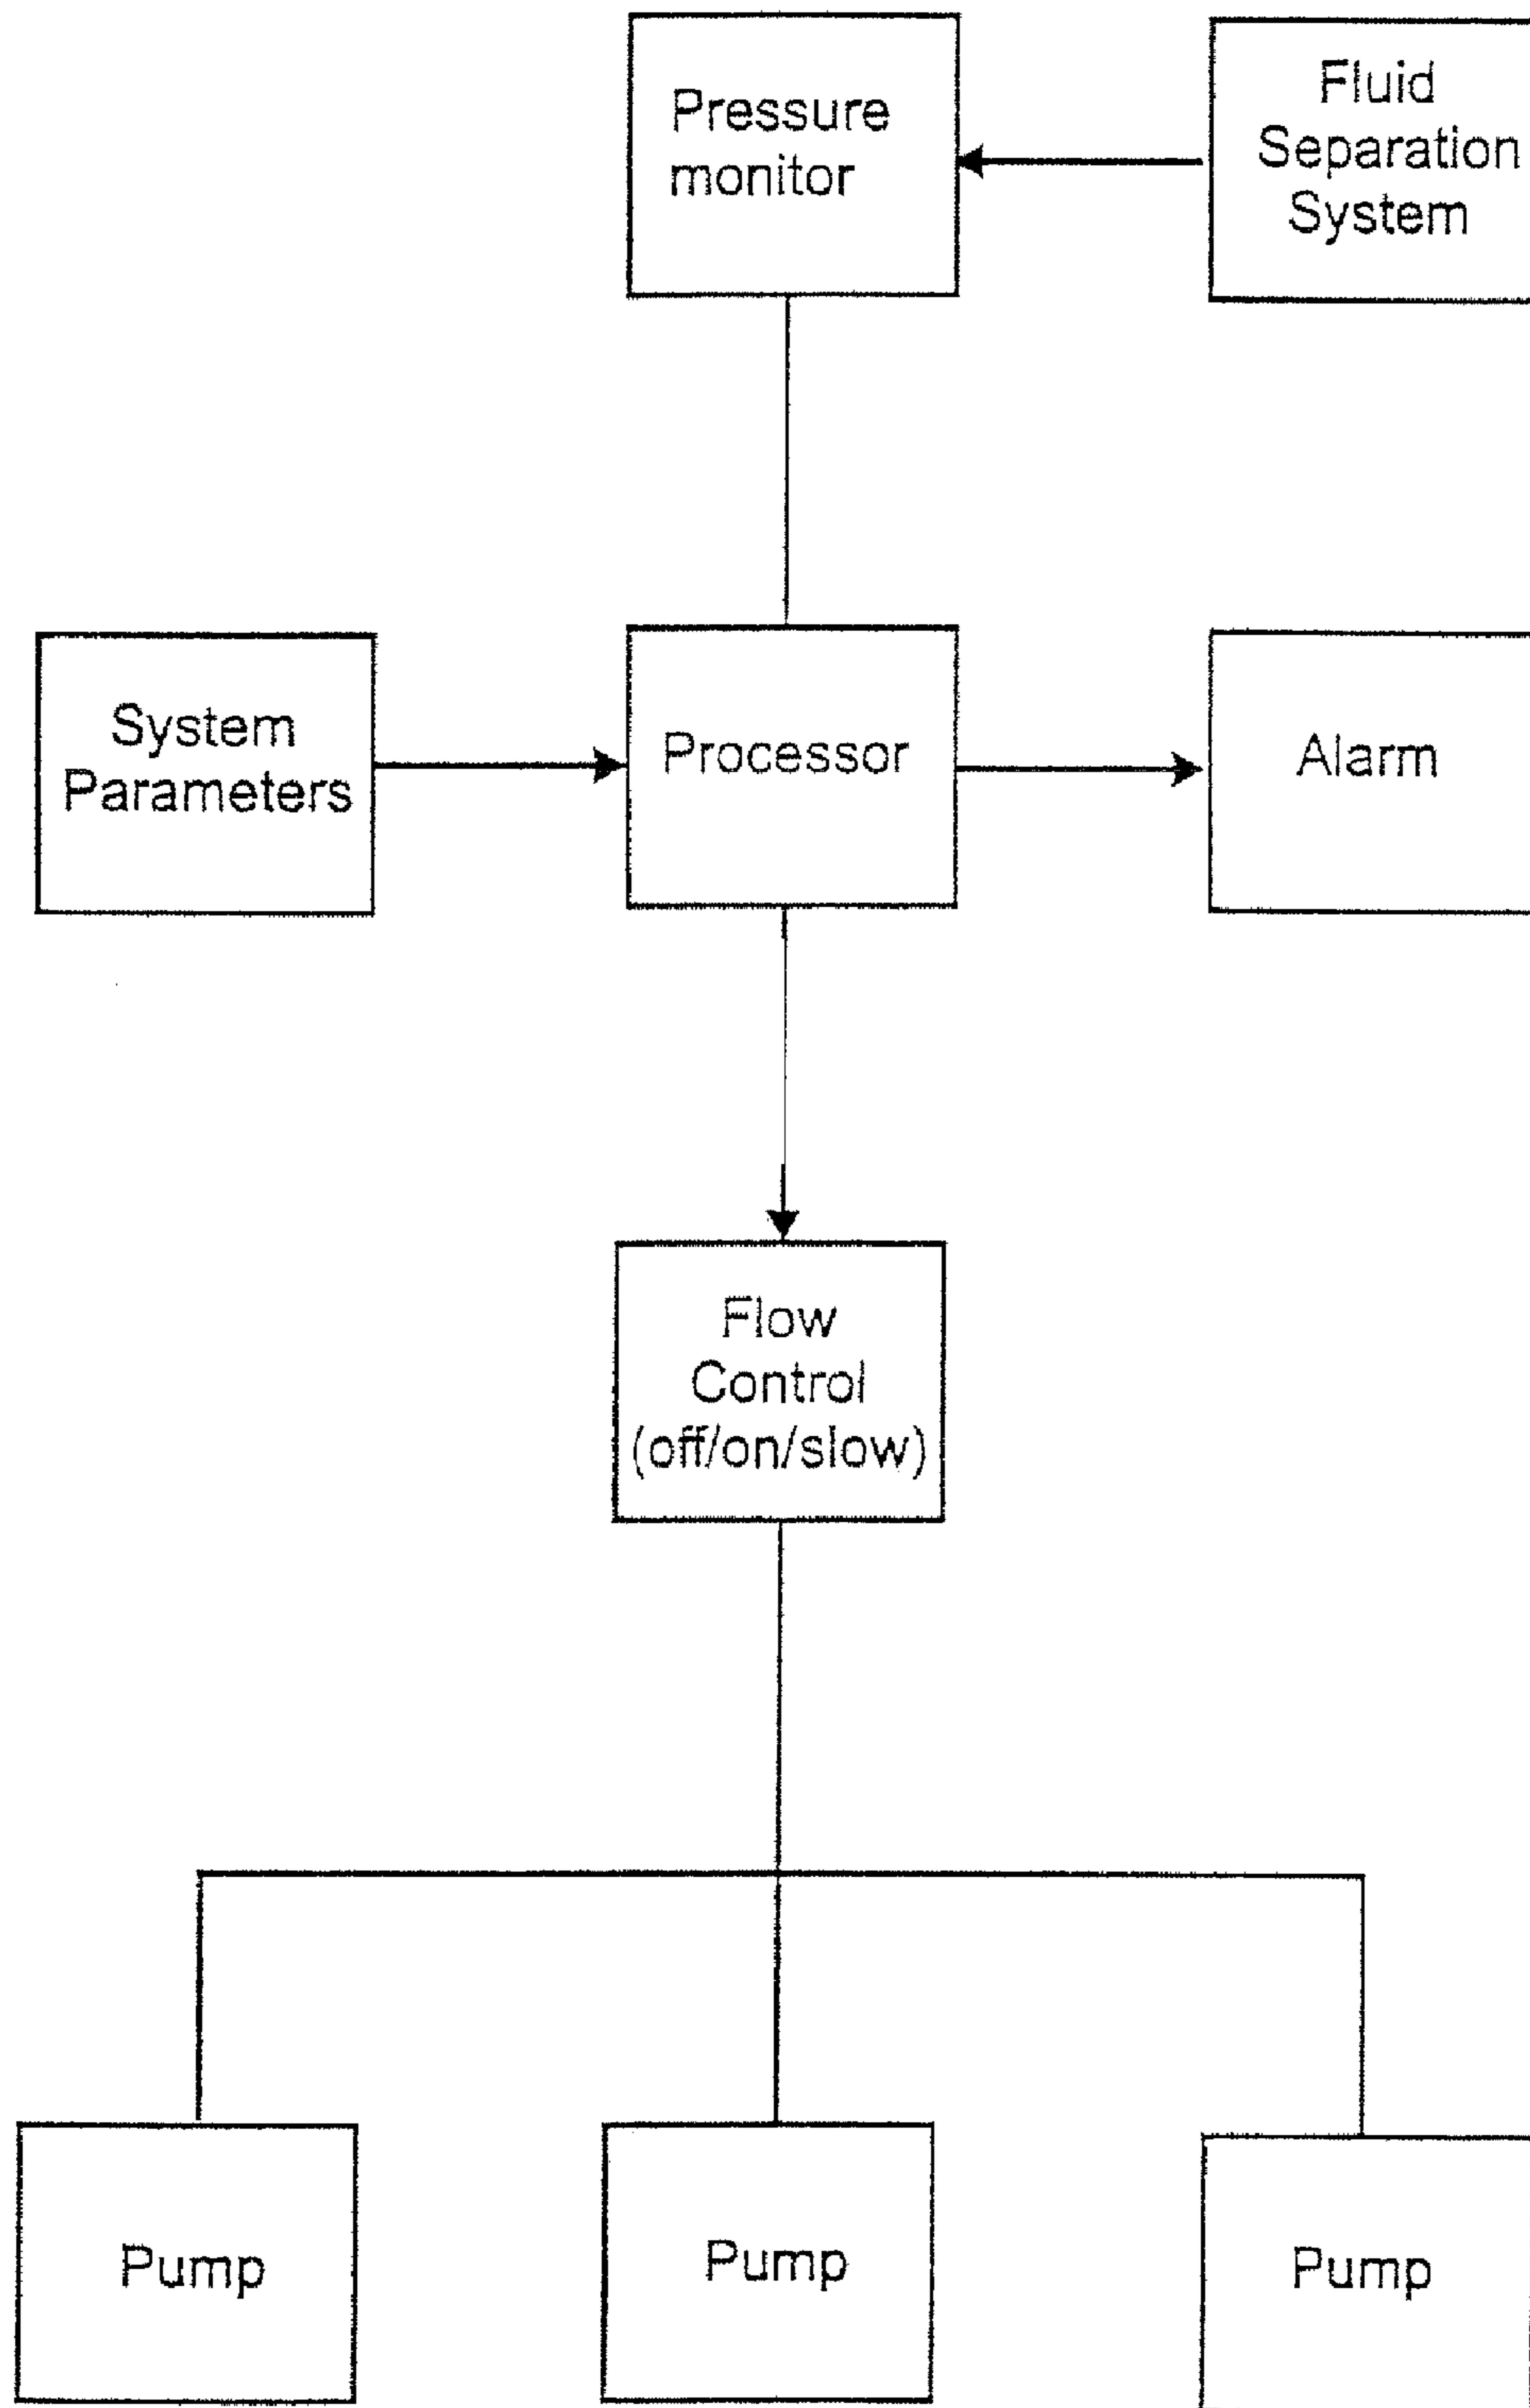 Pressure
monitor
Fluid
Separation
System
System
Parameters
Processor
Alarm
Flow
Control
(off/on/slow)
Pump
Pump
Pump